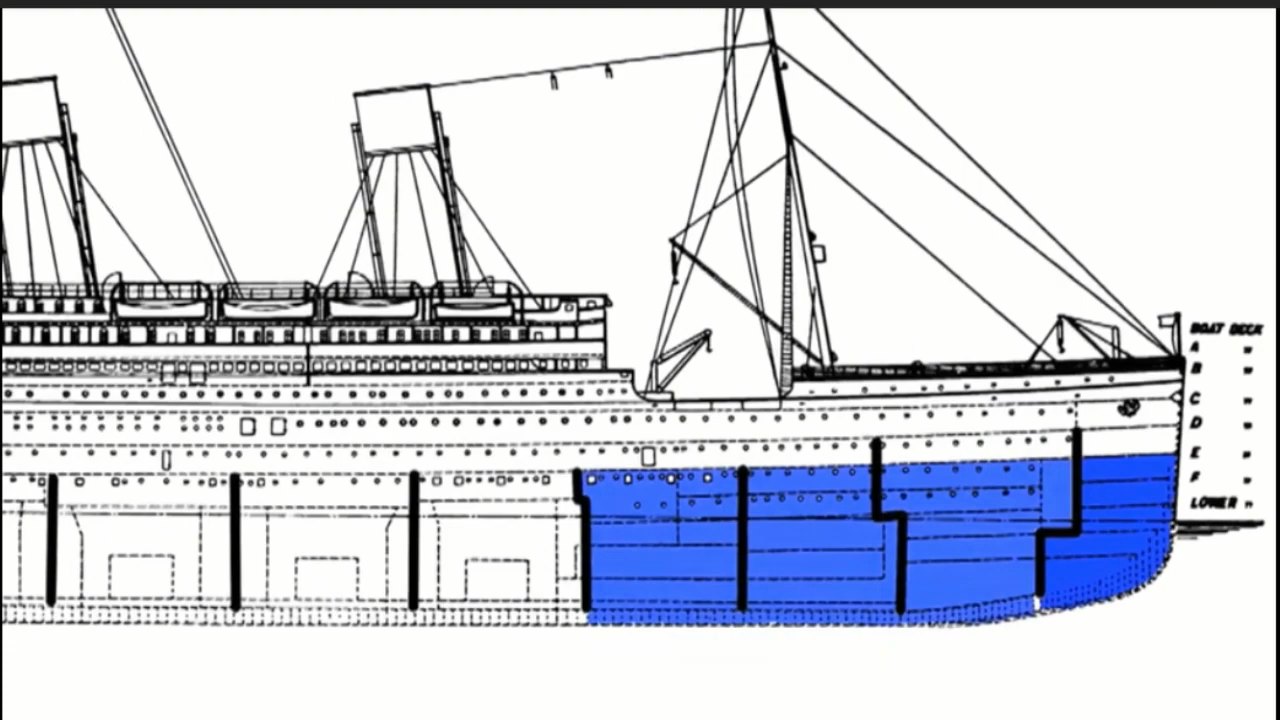 BOAT DECK
A "
B "
C "
D "
E "
F "
LOWER "